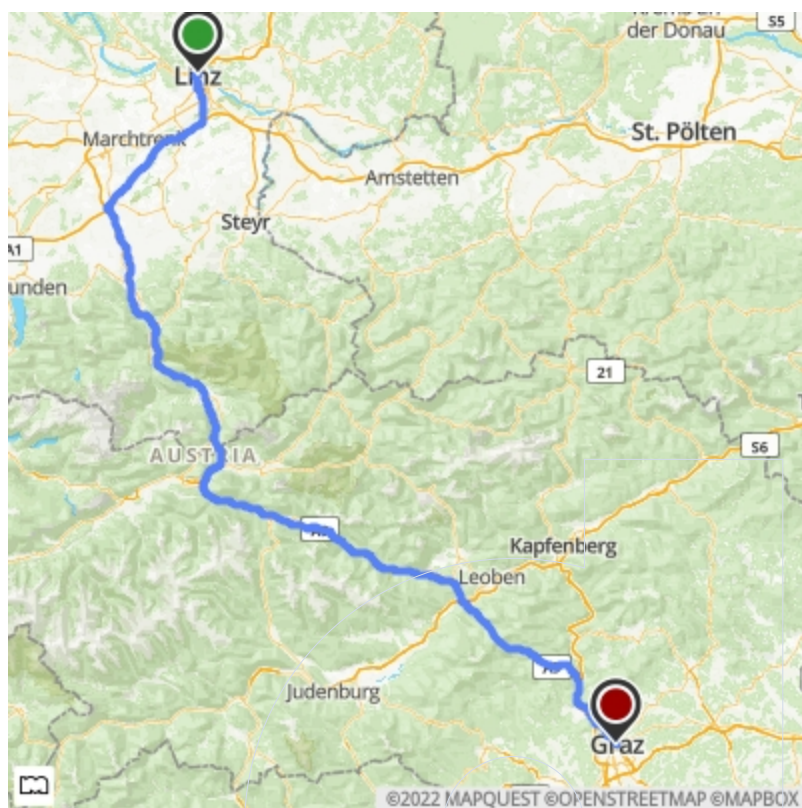 S5
der Donau
Linz
Marchtrenk
St. Pölten
Amstetten
Steyr
A1
unden
21
AUSTRIA
S6
Kapfenberg
Leoben
Judenburg
Graz
©2022 MAPQUEST ©OPENSTREETMAP ©MAPBOX